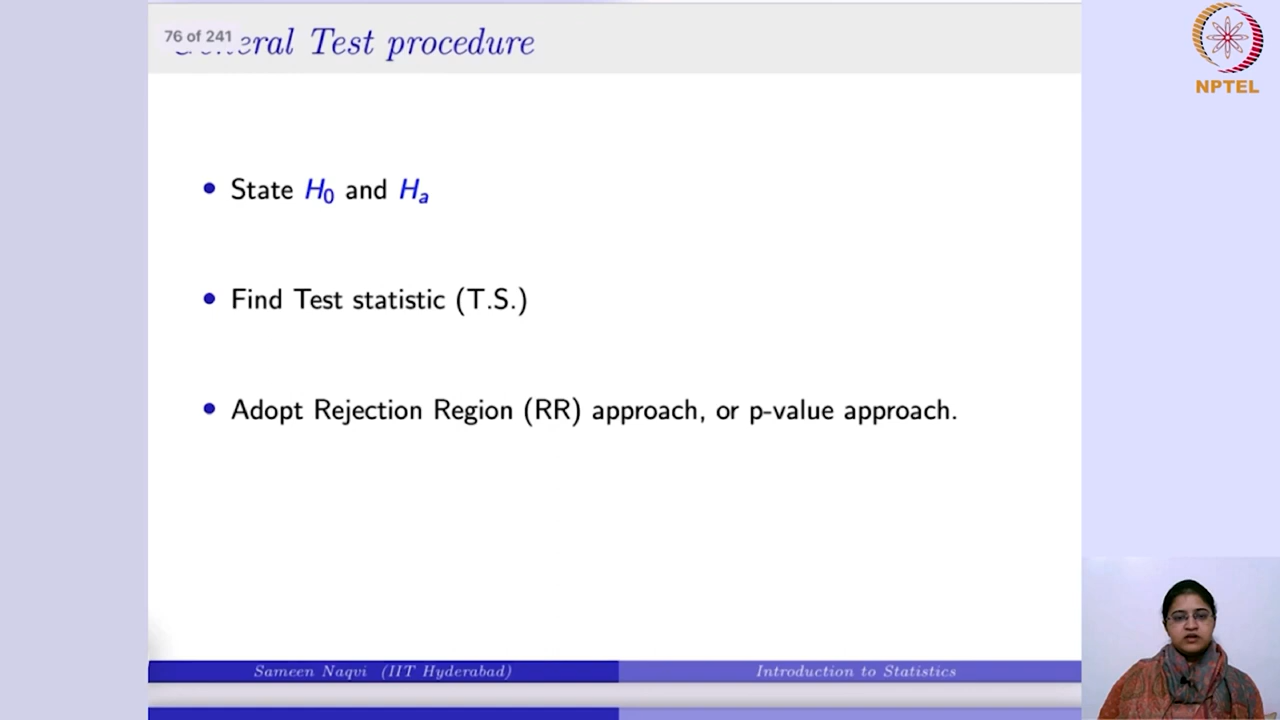 76 of 241
General Test procedure
NPTEL
• State H₀ and Hₐ
• Find Test statistic (T.S.)
• Adopt Rejection Region (RR) approach, or p-value approach.
Sameen Naqvi (IIT Hyderabad)
Introduction to Statistics